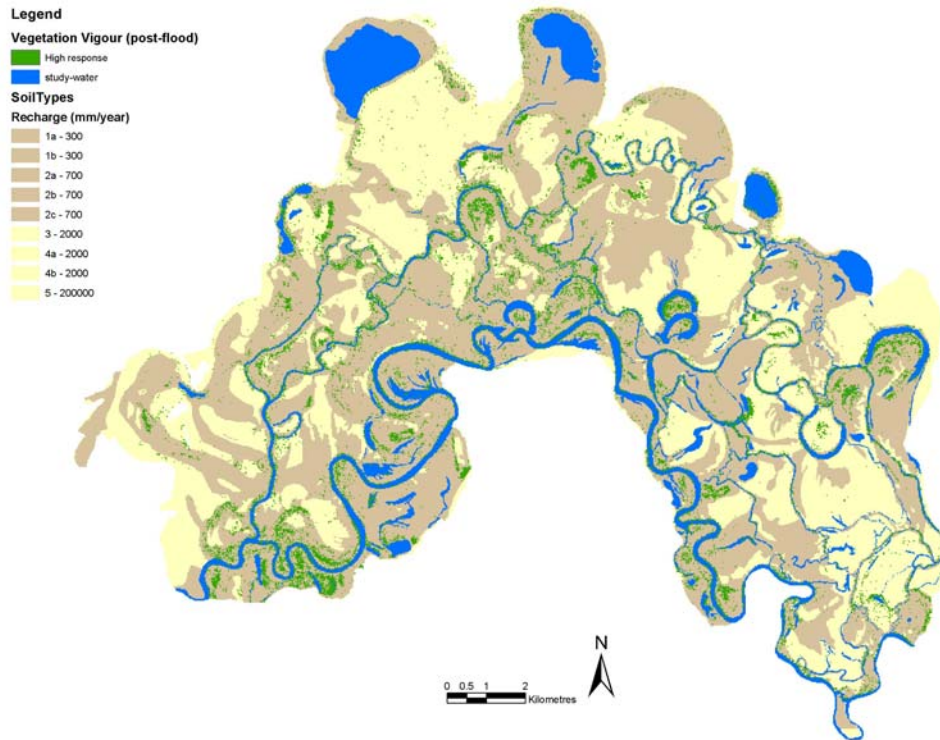 Legend
Vegetation Vigour (post-flood)
High response
study-water
SoilTypes
Recharge (mm/year)
1a - 300
1b - 300
2a - 700
2b - 700
2c - 700
3 - 2000
4a - 2000
4b - 2000
5 - 200000
N
0 0.5 1 2
Kilometres